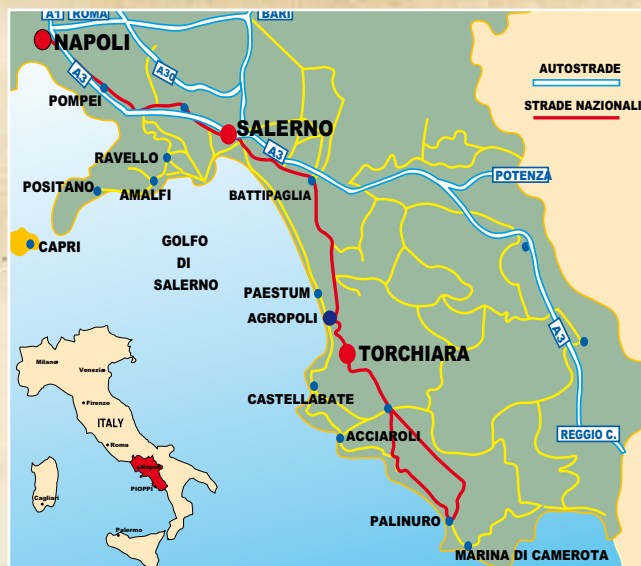 A1
ROMA
BARI
NAPOLI
A3
A30
POMPEI
SALERNO
A3
RAVELLO
POSITANO
AMALFI
BATTIPAGLIA
POTENZA
CAPRI
GOLFO
DI
SALERNO
PAESTUM
AGROPOLI
TORCHIARA
A3
CASTELLABATE
ACCIAROLI
REGGIO C.
PALINURO
MARINA DI CAMEROTA
AUTOSTRADE
STRADE NAZIONALI
Milano
Venezia
Firenze
ITALY
Roma
Napoli
PIOPPI
Cagliari
Palermo